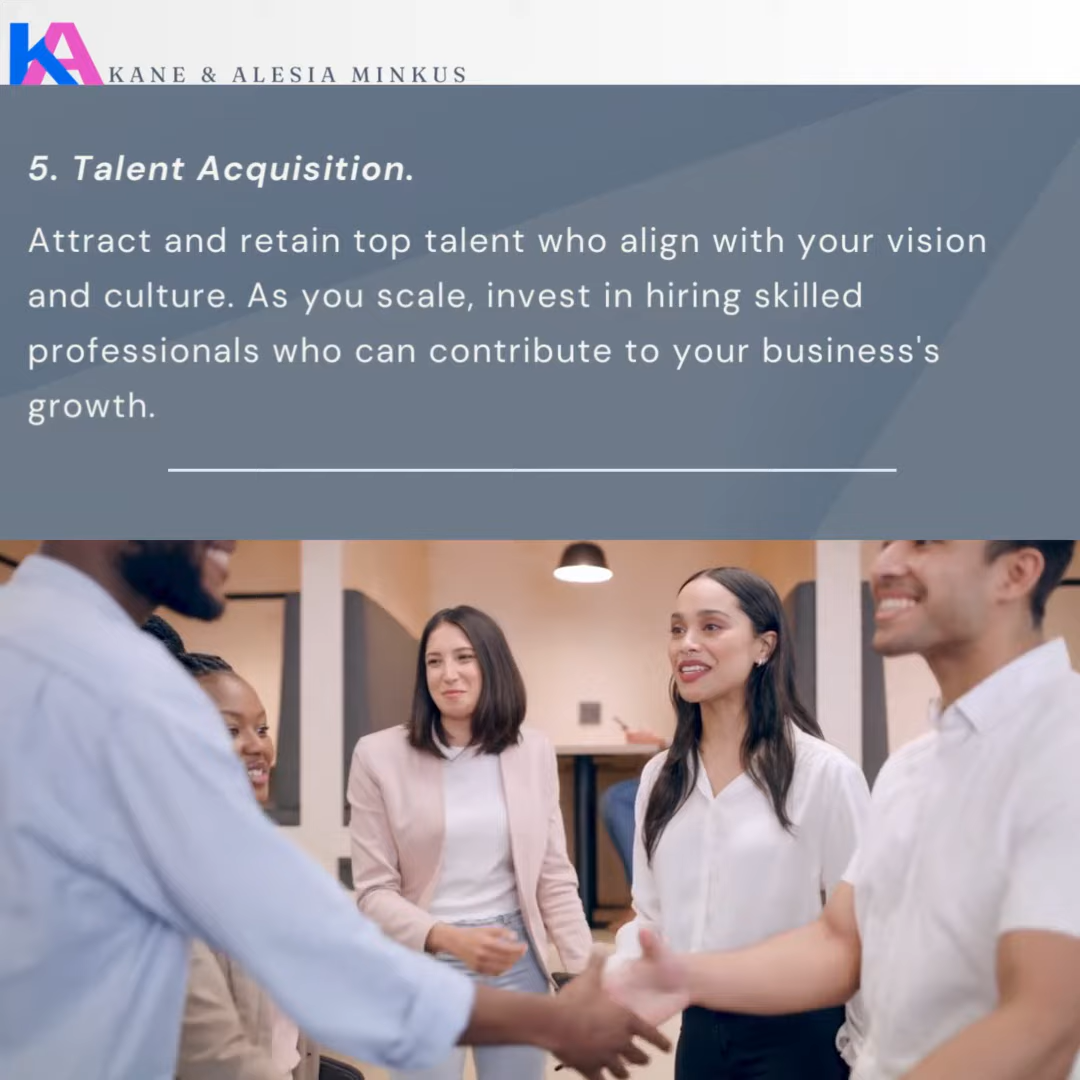 KA KANE & ALESIA MINKUS
5. Talent Acquisition.
Attract and retain top talent who align with your vision
and culture. As you scale, invest in hiring skilled
professionals who can contribute to your business's
growth.